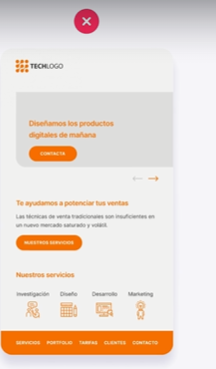 TECHLOGO
Diseñamos los productos
digitales de mañana
CONTACTA
Te ayudamos a potenciar tus ventas
Las técnicas de venta tradicionales son insuficientes en
un nuevo mercado saturado y volátil.
NUESTROS SERVICIOS
Nuestros servicios
Investigación Diseño Desarrollo Marketing
SERVICIOS PORTFOLIO TARIFAS CLIENTES CONTACTO